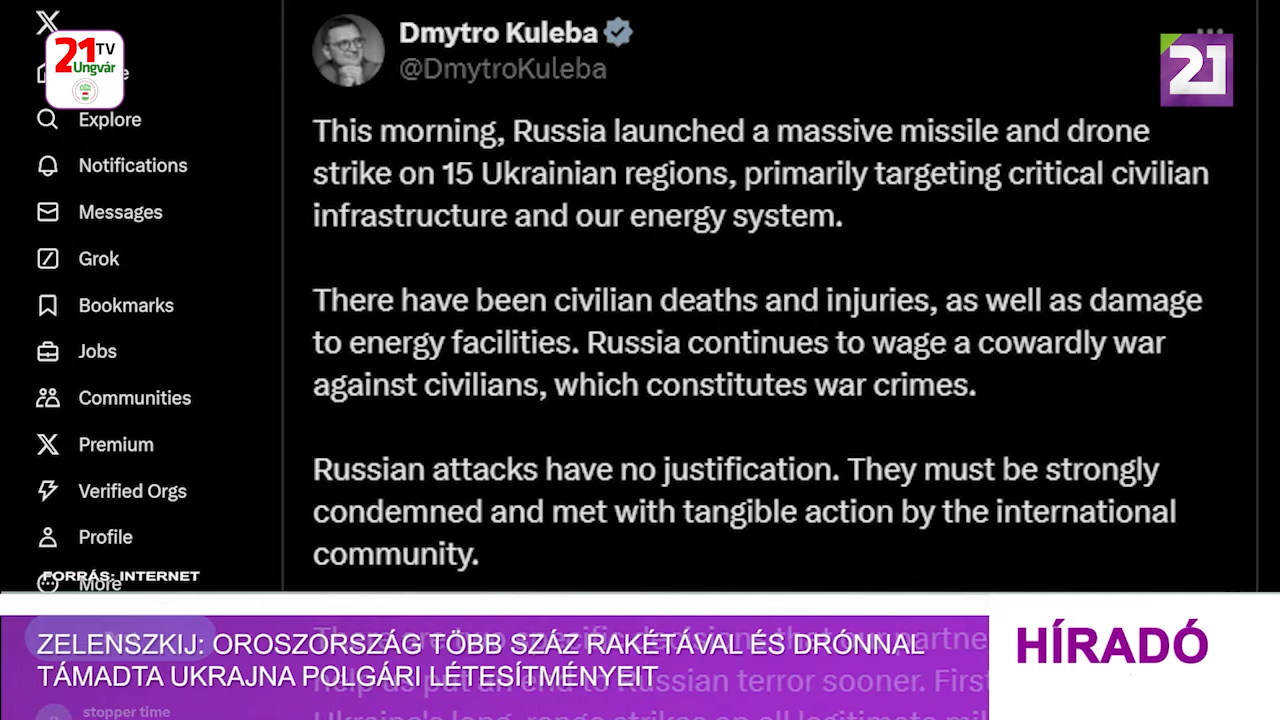 Dmytro Kuleba
@DmytroKuleba
21 TV
Ungvár
21
Explore
Notifications
Messages
Grok
Bookmarks
Jobs
Communities
Premium
Verified Orgs
Profile
More
This morning, Russia launched a massive missile and drone
strike on 15 Ukrainian regions, primarily targeting critical civilian
infrastructure and our energy system.
There have been civilian deaths and injuries, as well as damage
to energy facilities. Russia continues to wage a cowardly war
against civilians, which constitutes war crimes.
Russian attacks have no justification. They must be strongly
condemned and met with tangible action by the international
community.
FORRÁS: INTERNET
ZELENSZKIJ: OROSZORSZÁG TÖBB SZÁZ RAKÉTÁVAL ÉS DRÓNNAL
TÁMADTA UKRAJNA POLGÁRI LÉTESÍTMÉNYEIT
HÍRADÓ
Russian terror sooner. First
stopper time